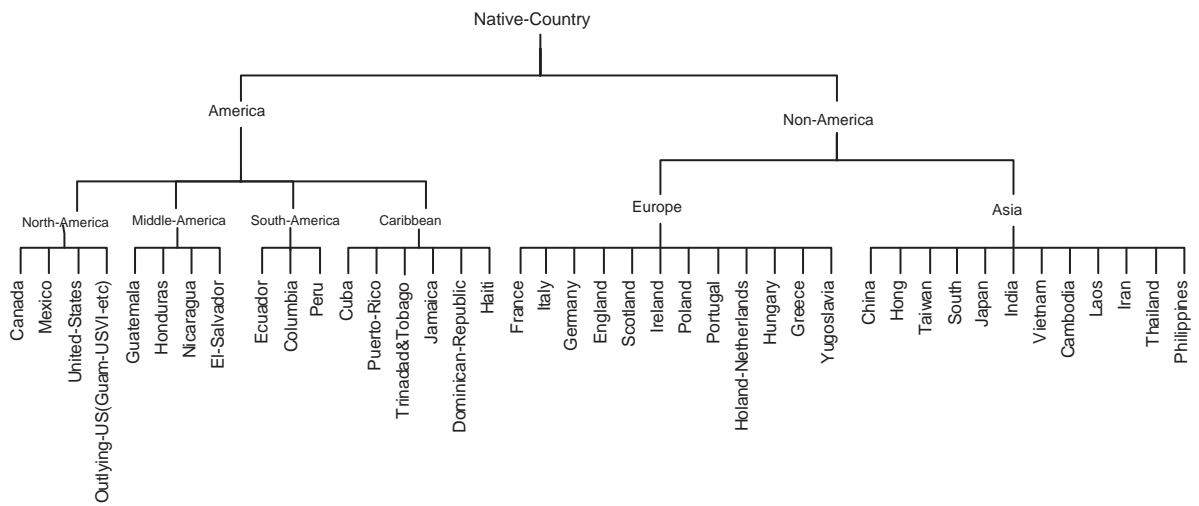 Native-Country
America
Non-America
North-America
Middle-America
South-America
Caribbean
Europe
Asia
Canada
Mexico
United-States
Outlying-US(Guam-USVI-etc)
Guatemala
Honduras
Nicaragua
El-Salvador
Ecuador
Columbia
Peru
Cuba
Puerto-Rico
Trinadad&Tobago
Jamaica
Dominican-Republic
Haiti
France
Italy
Germany
England
Scotland
Ireland
Poland
Portugal
Holand-Netherlands
Hungary
Greece
Yugoslavia
China
Hong
Taiwan
South
Japan
India
Vietnam
Cambodia
Laos
Iran
Thailand
Philippines